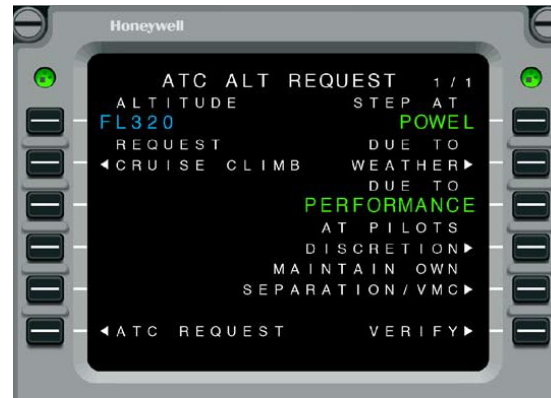 Honeywell
ATC ALT REQUEST 1/1
ALTITUDE STEP AT
FL320 POWEL
REQUEST DUE TO
◄CRUISE CLIMB WEATHER►
DUE TO
PERFORMANCE
AT PILOTS
DISCRETION►
MAINTAIN OWN
SEPARATION/VMC►
◄ATC REQUEST VERIFY►